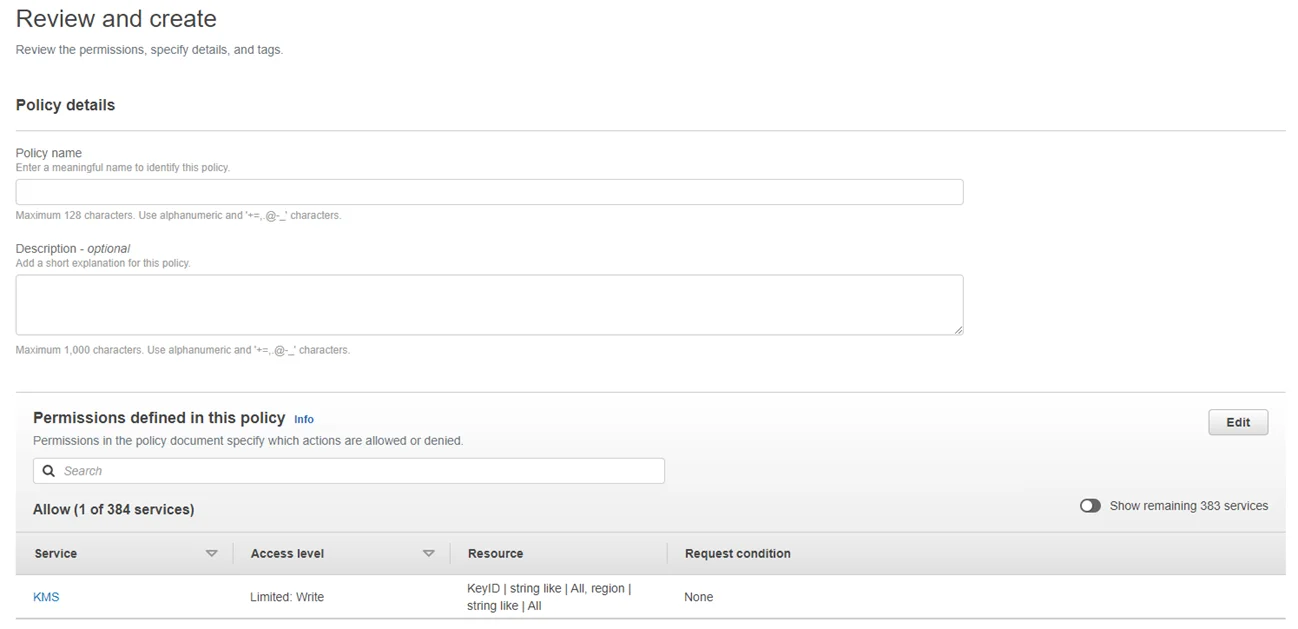 Review and create
Review the permissions, specify details, and tags.
Policy details
Policy name
Enter a meaningful name to identify this policy.
Maximum 128 characters. Use alphanumeric and '+=,.@-_' characters.
Description - optional
Add a short explanation for this policy.
Maximum 1,000 characters. Use alphanumeric and '+=,.@-_' characters.
Permissions defined in this policy Info
Edit
Permissions in the policy document specify which actions are allowed or denied.
Search
Allow (1 of 384 services)
Show remaining 383 services
Service Access level Resource Request condition
KMS Limited: Write KeyID | string like | All, region | None
string like | All